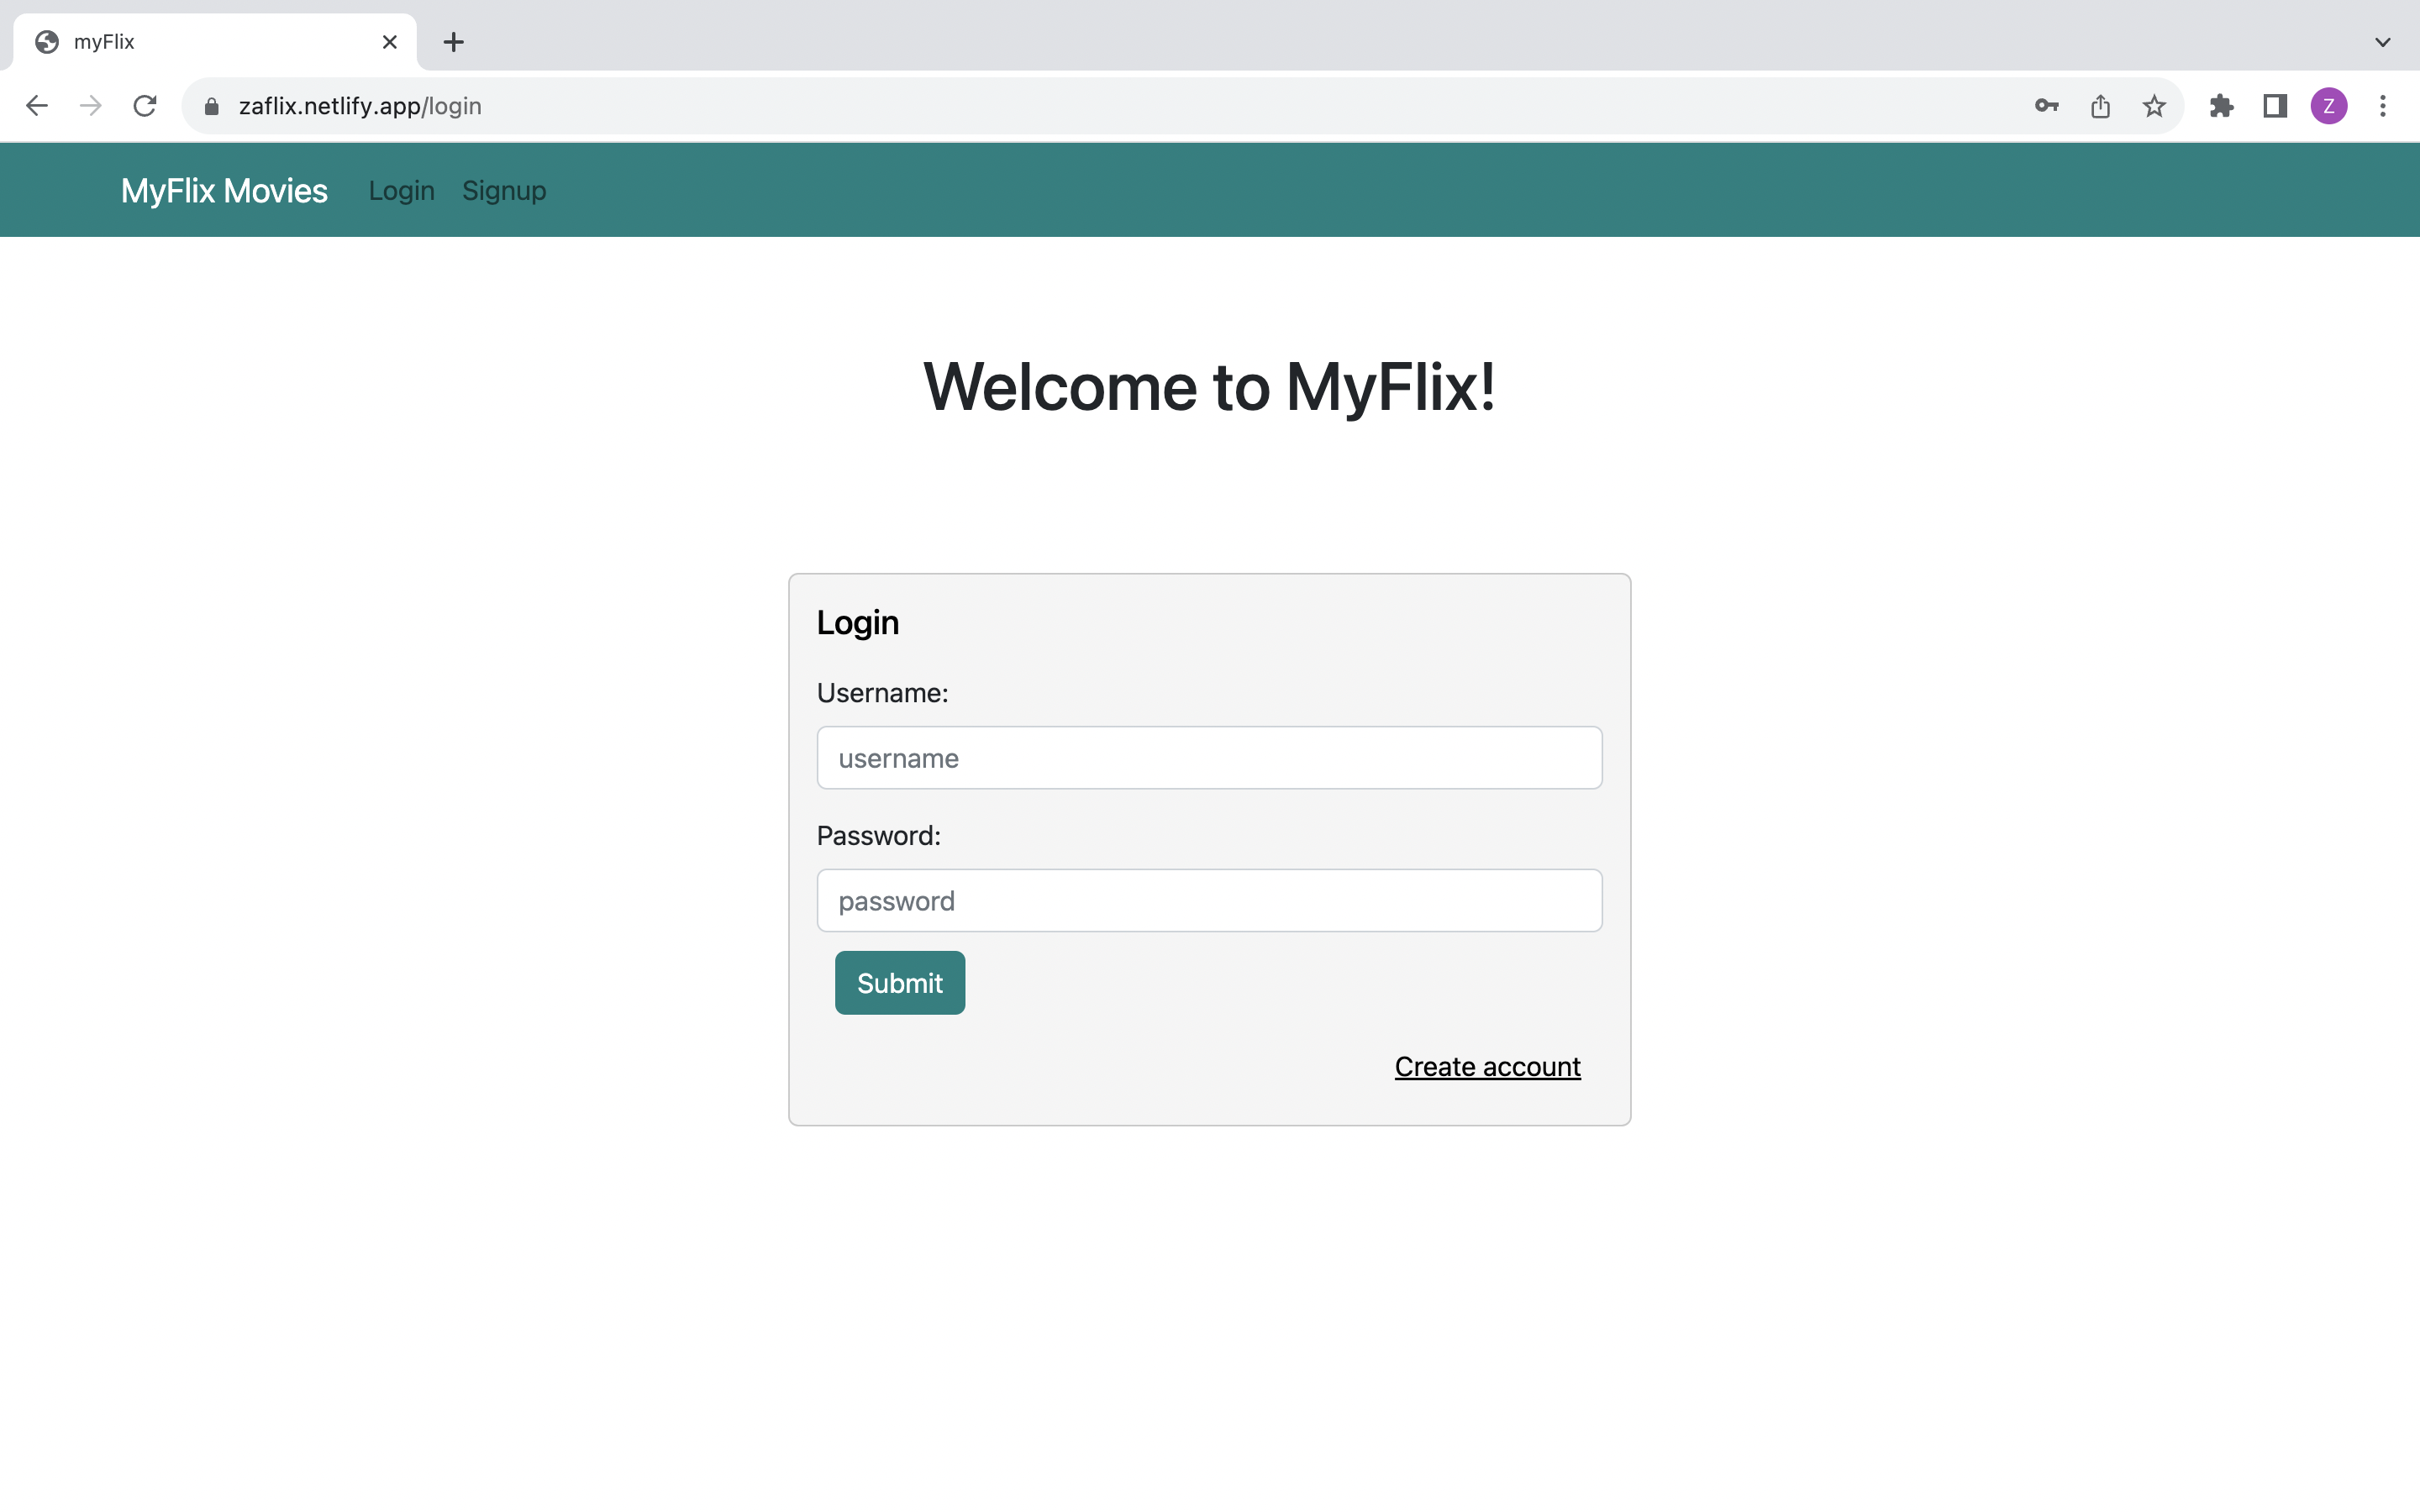 myFlix
zaflix.netlify.app/login
Z
MyFlix Movies Login Signup
Welcome to MyFlix!
Login
Username:
username
Password:
password
Submit
Create account